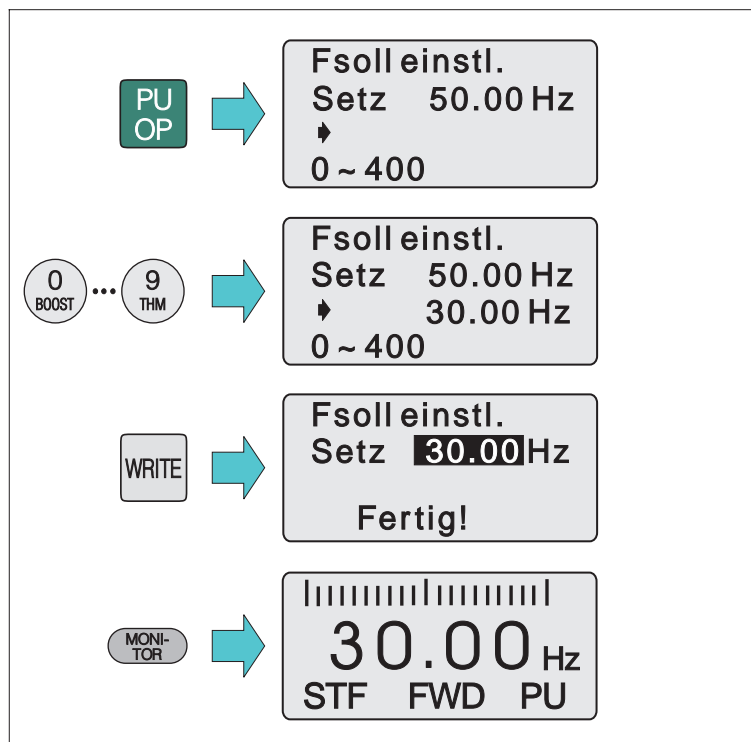 PU
OP
Fsoll einstl.
Setz 50.00 Hz
➧
0 ~ 400
0
BOOST
...
9
THM
Fsoll einstl.
Setz 50.00 Hz
➧ 30.00 Hz
0 ~ 400
WRITE
Fsoll einstl.
Setz 30.00 Hz
Fertig!
MONI-
TOR
30.00 Hz
STF FWD PU